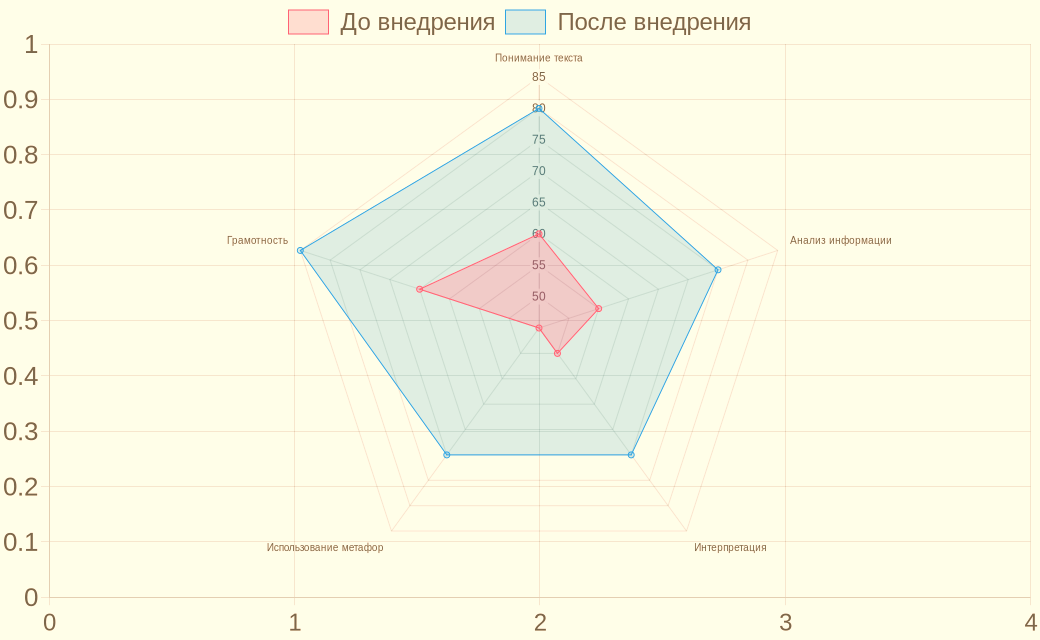 До внедрения После внедрения
1
0.9
0.8
0.7
0.6
0.5
0.4
0.3
0.2
0.1
0
0 1 2 3 4
Понимание текста
85
80
75
70
65
60
55
50
Грамотность
Анализ информации
Использование метафор
Интерпретация